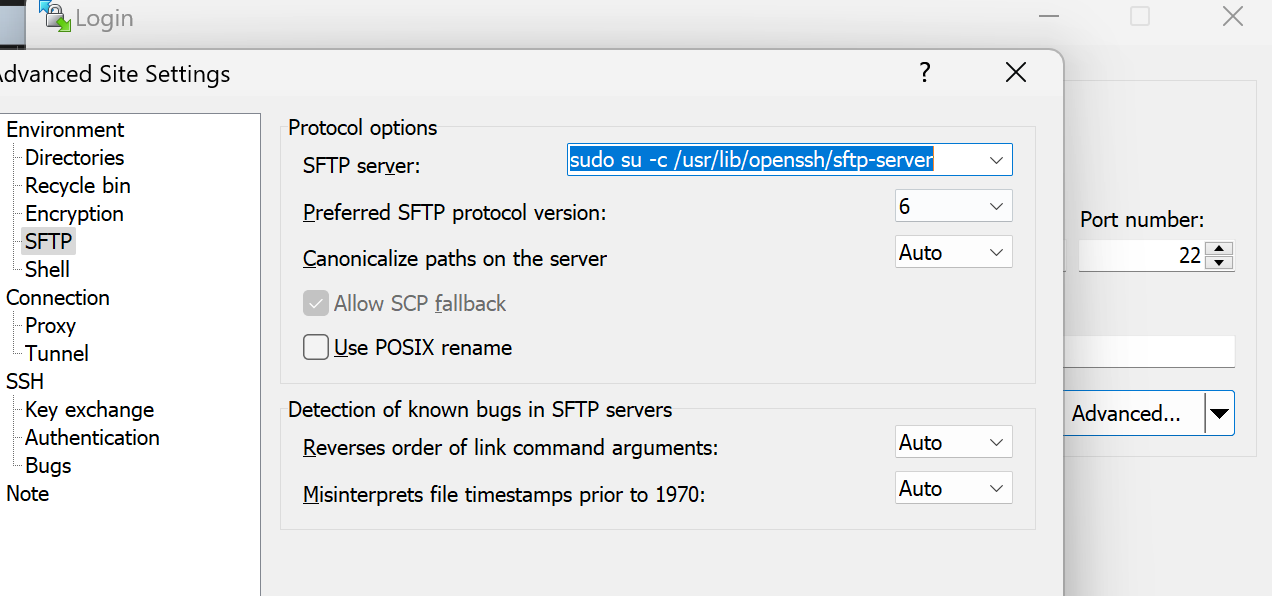 Login
Advanced Site Settings
?
Environment
Directories
Recycle bin
Encryption
SFTP
Shell
Connection
Proxy
Tunnel
SSH
Key exchange
Authentication
Bugs
Note
Protocol options
SFTP server: sudo su -c /usr/lib/openssh/sftp-server
Preferred SFTP protocol version: 6
Canonicalize paths on the server Auto
Allow SCP fallback
Use POSIX rename
Detection of known bugs in SFTP servers
Reverses order of link command arguments: Auto
Misinterprets file timestamps prior to 1970: Auto
Port number:
22
Advanced...